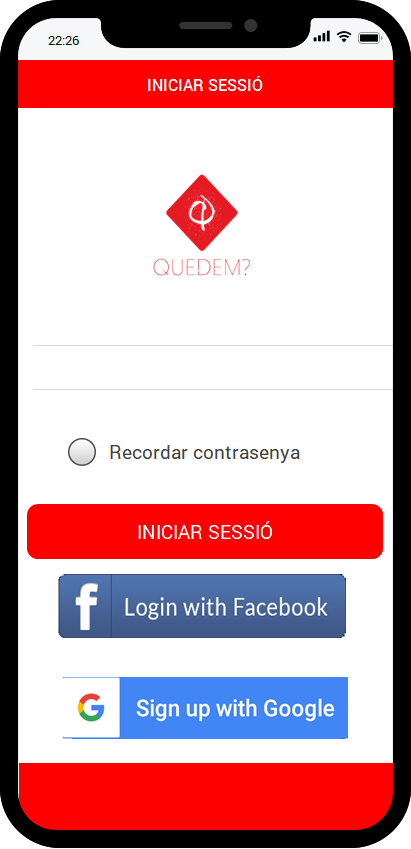 22:26
INICIAR SESSIÓ
QUEDEM?
Recordar contrasenya
INICIAR SESSIÓ
f Login with Facebook
G Sign up with Google